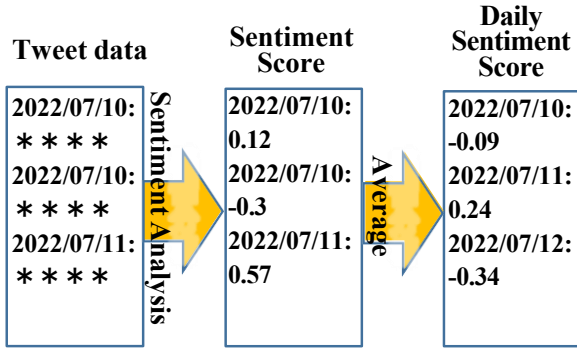 Tweet data
2022/07/10:
＊＊＊＊
2022/07/10:
＊＊＊＊
2022/07/11:
＊＊＊＊
Sentiment Analysis
Sentiment
Score
2022/07/10:
0.12
2022/07/10:
-0.3
2022/07/11:
0.57
Average
Daily
Sentiment
Score
2022/07/10:
-0.09
2022/07/11:
0.24
2022/07/12:
-0.34